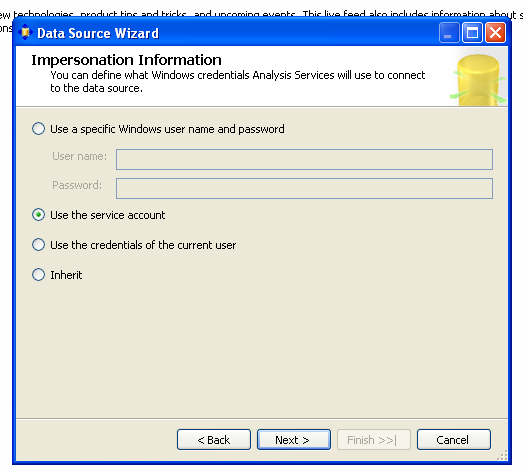 ew technologies, product tips and tricks, and upcoming events. This live feed also includes information about s
ons
Data Source Wizard
Impersonation Information
You can define what Windows credentials Analysis Services will use to connect
to the data source.
Use a specific Windows user name and password
User name:
Password:
Use the service account
Use the credentials of the current user
Inherit
< Back
Next >
Finish >>|
Cancel